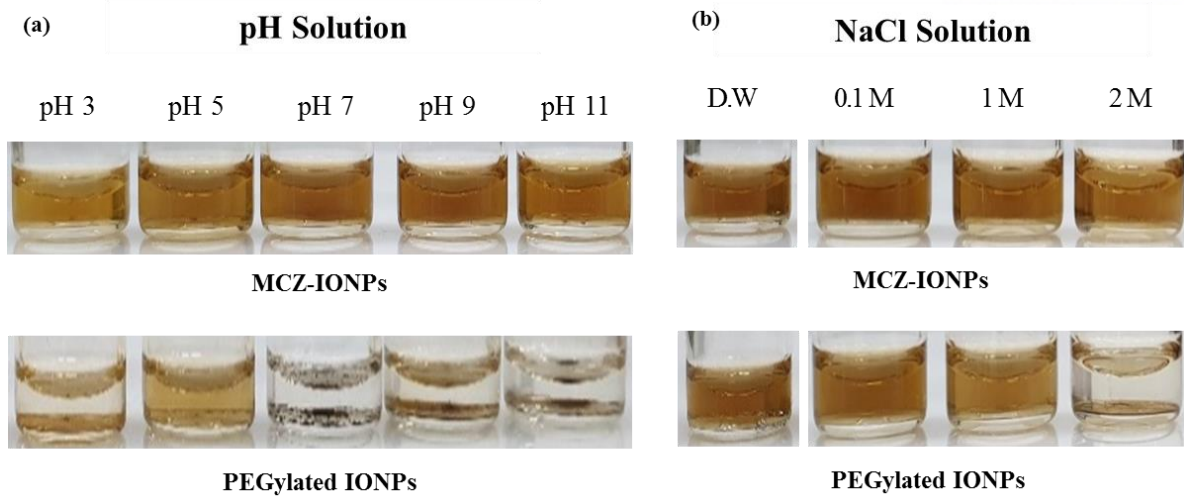 (a)
pH Solution
pH 3 pH 5 pH 7 pH 9 pH 11
MCZ-IONPs
PEGylated IONPs
(b)
NaCl Solution
D.W 0.1 M 1 M 2 M
MCZ-IONPs
PEGylated IONPs